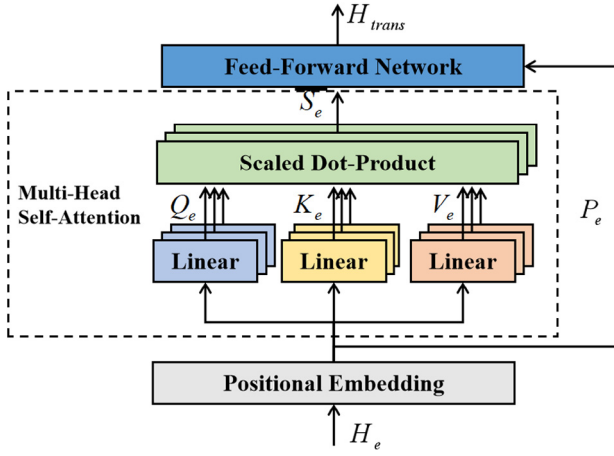 H_trans
Feed-Forward Network
S_e
Scaled Dot-Product
Multi-Head
Self-Attention
Q_e K_e V_e P_e
Linear Linear Linear
Positional Embedding
H_e